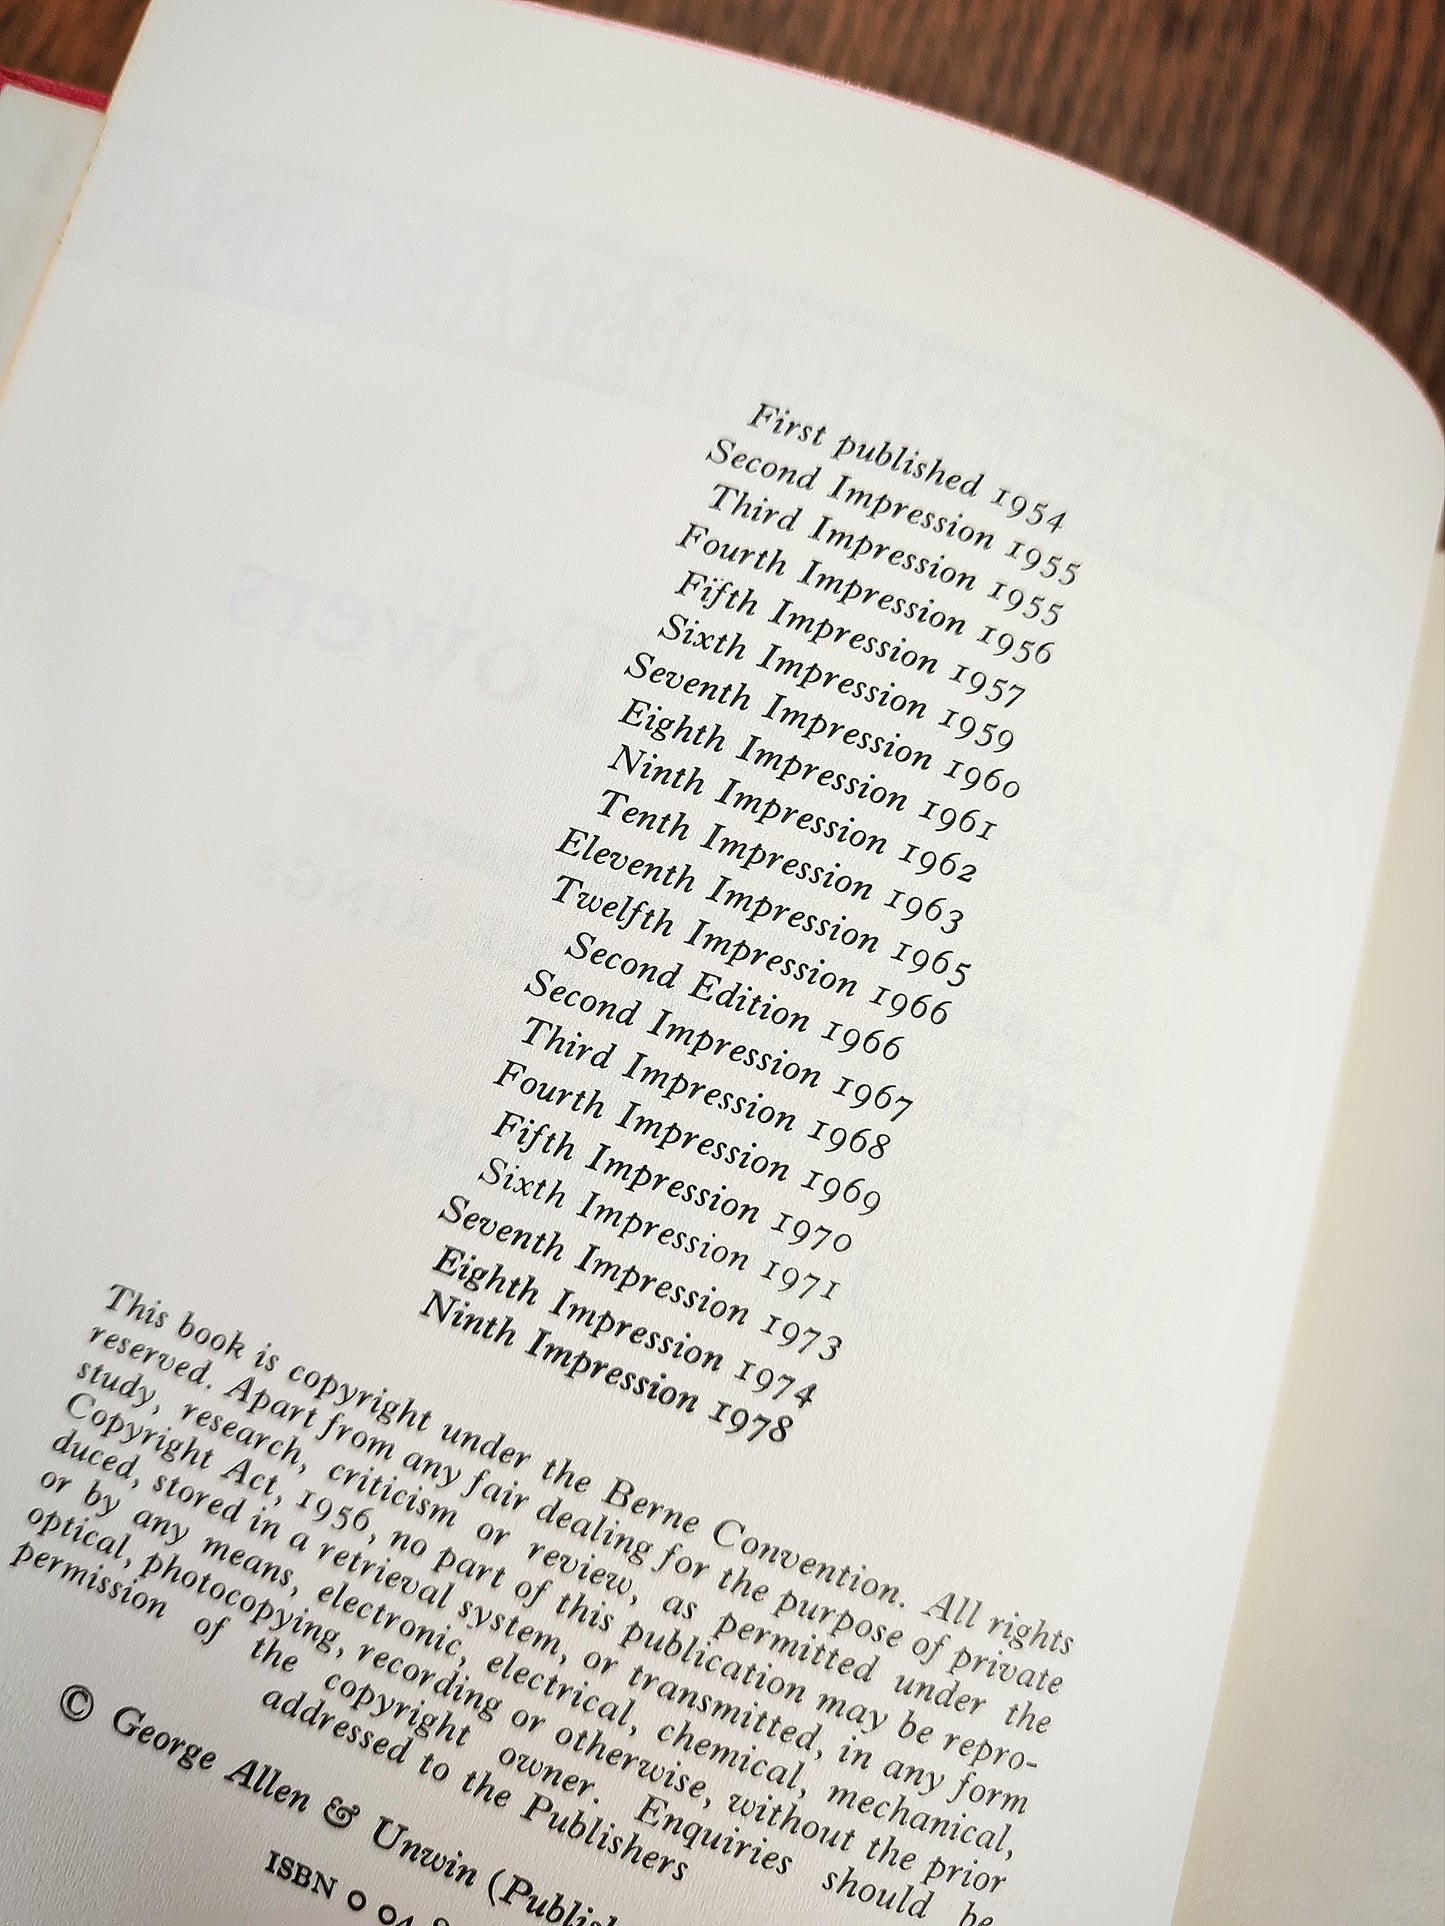 First published 1954
Second Impression 1955
Third Impression 1955
Fourth Impression 1956
Fifth Impression 1957
Sixth Impression 1959
Seventh Impression 1960
Eighth Impression 1961
Ninth Impression 1962
Tenth Impression 1963
Eleventh Impression 1965
Twelfth Impression 1966
Second Edition 1966
Second Impression 1967
Third Impression 1968
Fourth Impression 1969
Fifth Impression 1970
Sixth Impression 1971
Seventh Impression 1973
Eighth Impression 1974
Ninth Impression 1978
This book is copyright under the Berne Convention. All rights
reserved. Apart from any fair dealing for the purpose of private
study, research, criticism or review, as permitted under the
Copyright Act, 1956, no part of this publication may be repro-
duced, stored in a retrieval system, or transmitted, in any form
or by any means, electronic, electrical, chemical, mechanical,
optical, photocopying, recording or otherwise, without the prior
permission of the copyright owner. Enquiries should be
addressed to the Publishers
© George Allen & Unwin (Publis
ISBN 0 04